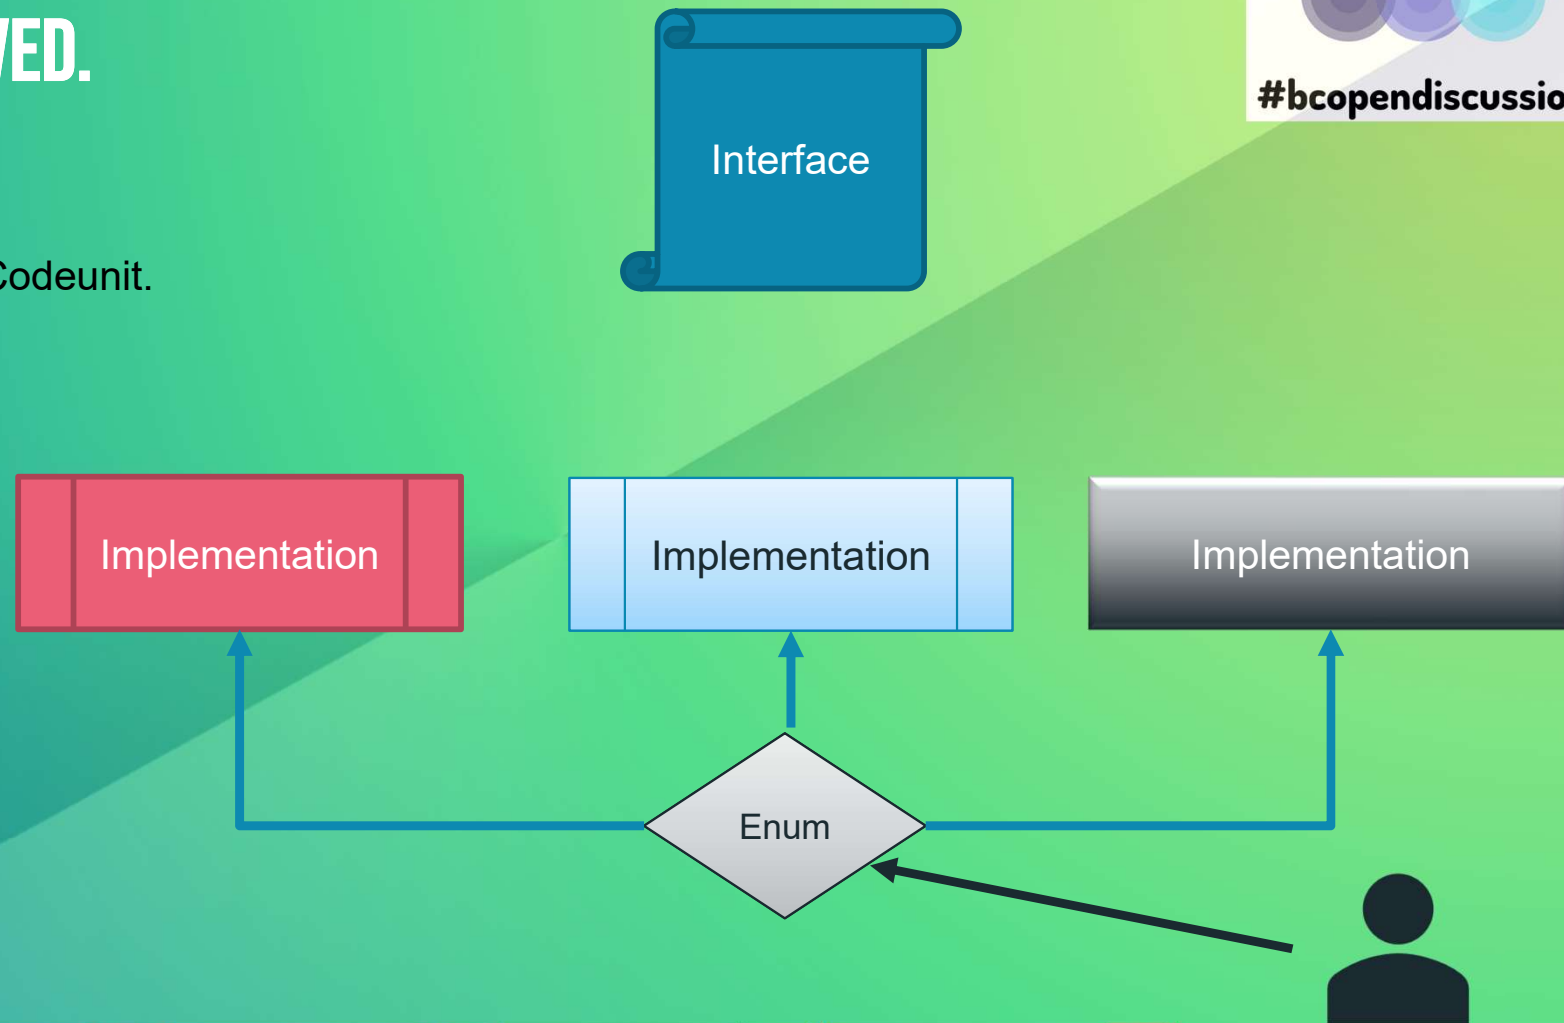 VED.
#bcopendiscussio
Interface
Codeunit.
Implementation
Implementation
Implementation
Enum